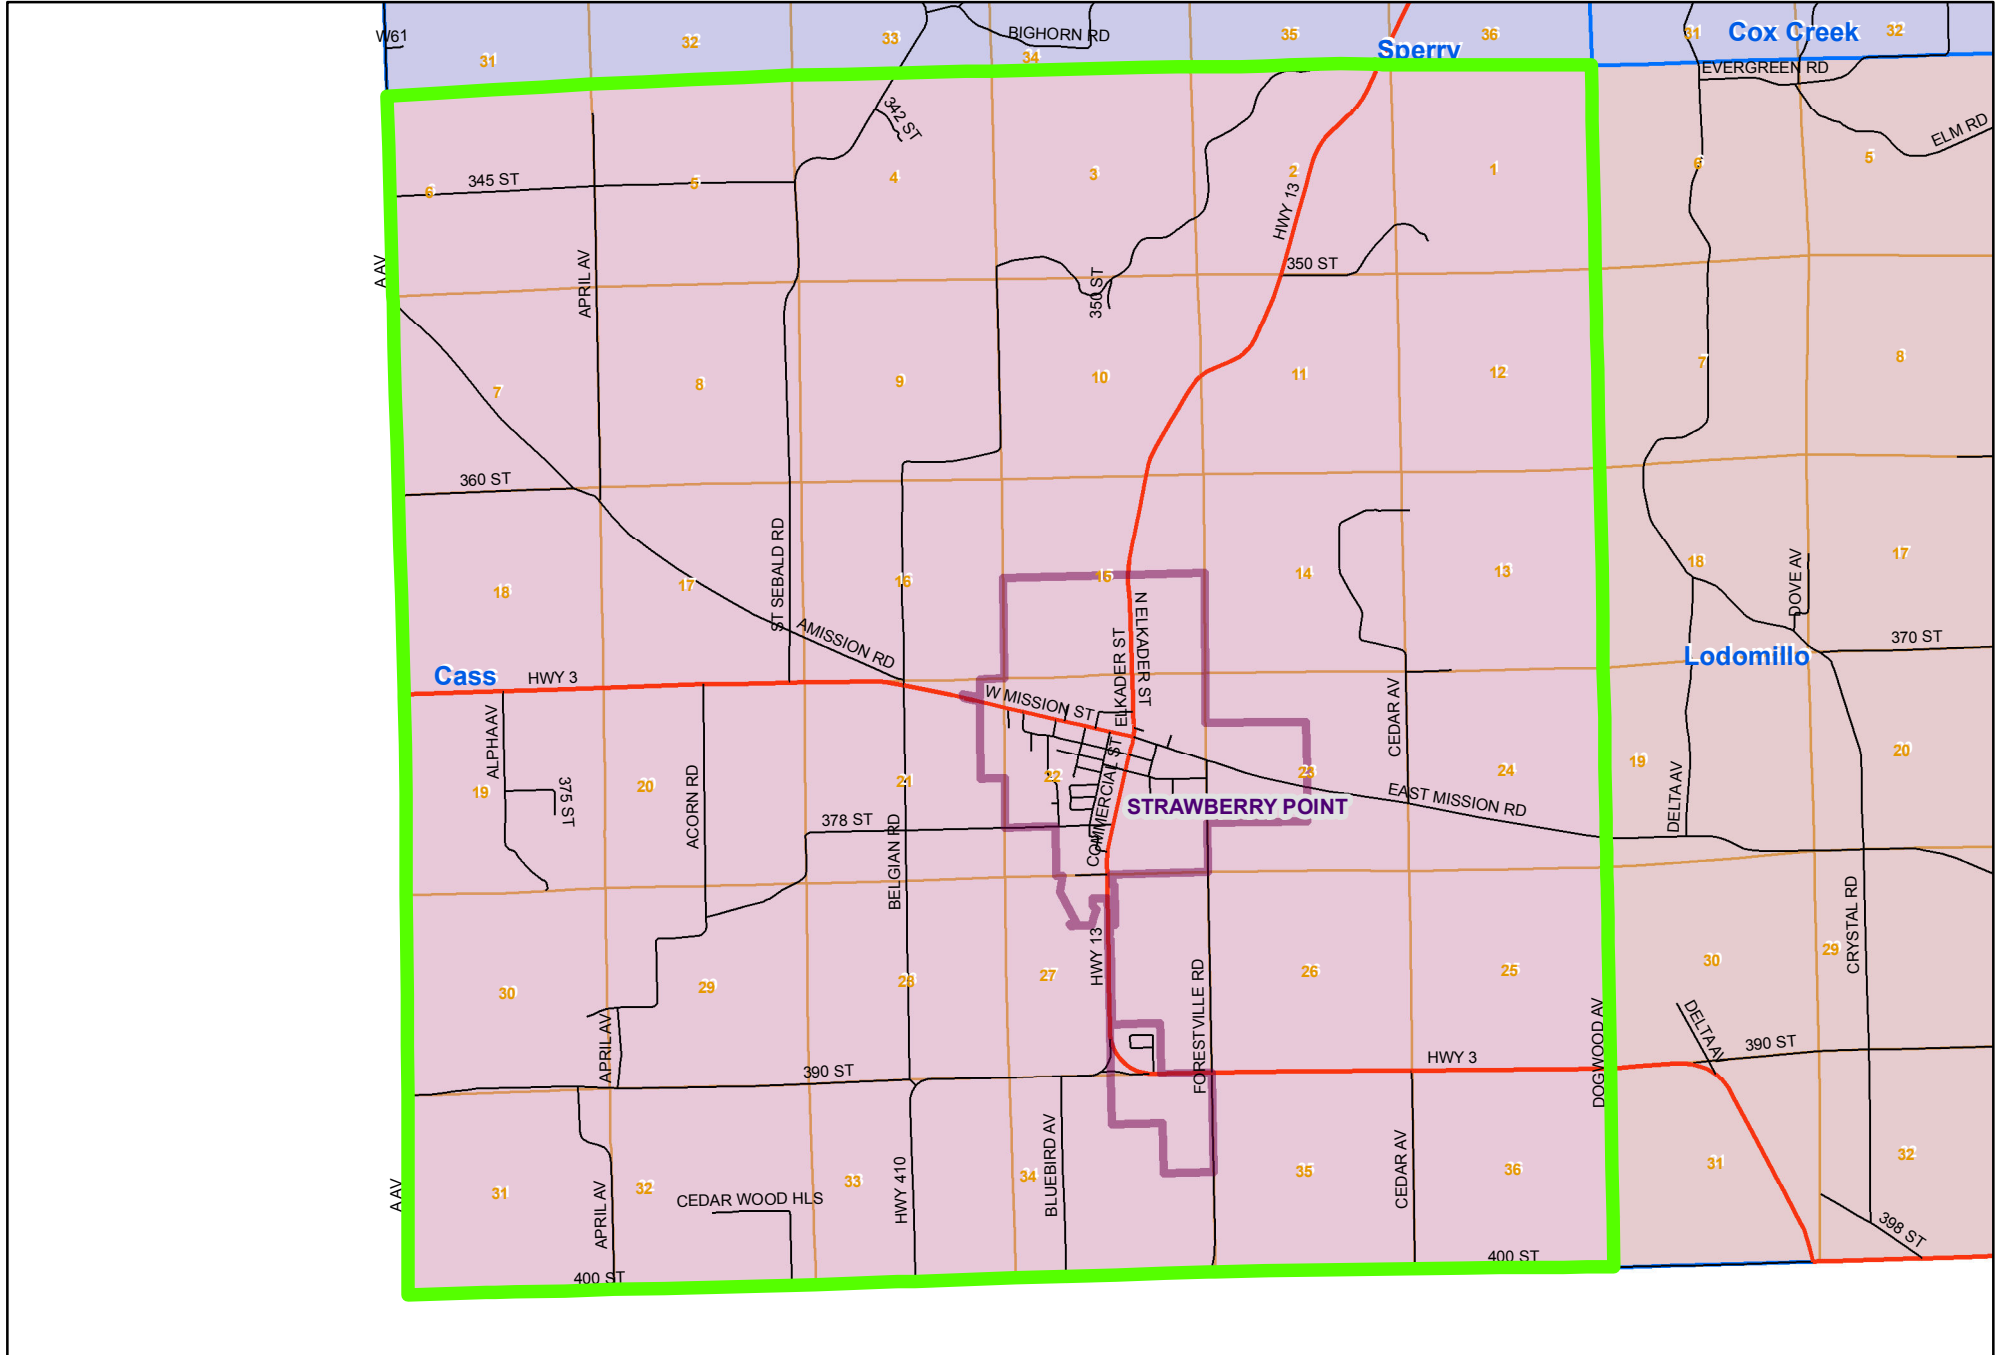 W61
31
32
33
BIGHORN RD
34
35
36
Sperry
31
Cox Creek
32
EVERGREEN RD
ELM RD
342 ST
6
345 ST
5
4
3
2
1
6
5
HWY 13
A AV
APRIL AV
350 ST
350 ST
7
8
9
10
11
12
7
8
360 ST
ST SEBALD RD
18
17
16
15
14
13
18
17
DOVE AV
AMISSION RD
N ELKADER ST
ELKADER ST
370 ST
Cass
HWY 3
W MISSION ST
Lodomillo
ALPHA AV
375 ST
ACORN RD
CEDAR AV
DELTA AV
19
20
21
22
23
24
19
20
COMMERCIAL ST
STRAWBERRY POINT
EAST MISSION RD
378 ST
BELGIAN RD
CRYSTAL RD
HWY 13
30
29
28
27
26
25
30
29
FORESTVILLE RD
DOGWOOD AV
DELTA AV
APRIL AV
390 ST
HWY 3
390 ST
A AV
31
APRIL AV
32
CEDAR WOOD HLS
33
HWY 410
34
BLUEBIRD AV
35
CEDAR AV
36
31
32
398 ST
400 ST
400 ST